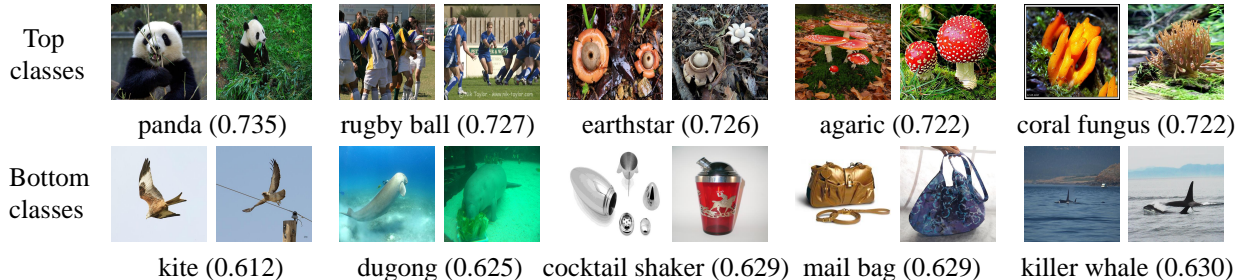 Top
classes
panda (0.735)
rugby ball (0.727)
earthstar (0.726)
agaric (0.722)
coral fungus (0.722)
Bottom
classes
kite (0.612)
dugong (0.625)
cocktail shaker (0.629)
mail bag (0.629)
killer whale (0.630)